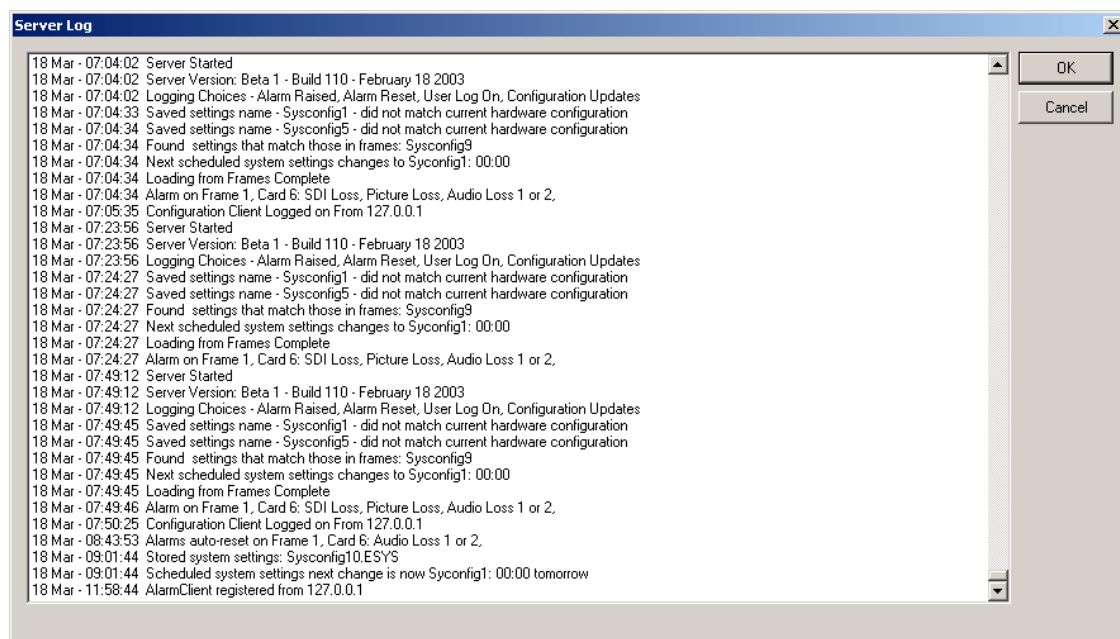 Server Log
18 Mar - 07:04:02 Server Started
18 Mar - 07:04:02 Server Version: Beta 1 - Build 110 - February 18 2003
18 Mar - 07:04:02 Logging Choices - Alarm Raised, Alarm Reset, User Log On, Configuration Updates
18 Mar - 07:04:33 Saved settings name - Sysconfig1 - did not match current hardware configuration
18 Mar - 07:04:34 Saved settings name - Sysconfig5 - did not match current hardware configuration
18 Mar - 07:04:34 Found  settings that match those in frames: Sysconfig9
18 Mar - 07:04:34 Next scheduled system settings changes to Syconfig1: 00:00
18 Mar - 07:04:34 Loading from Frames Complete
18 Mar - 07:04:34 Alarm on Frame 1, Card 6: SDI Loss, Picture Loss, Audio Loss 1 or 2,
18 Mar - 07:05:35 Configuration Client Logged on From 127.0.0.1
18 Mar - 07:23:56 Server Started
18 Mar - 07:23:56 Server Version: Beta 1 - Build 110 - February 18 2003
18 Mar - 07:23:56 Logging Choices - Alarm Raised, Alarm Reset, User Log On, Configuration Updates
18 Mar - 07:24:27 Saved settings name - Sysconfig1 - did not match current hardware configuration
18 Mar - 07:24:27 Saved settings name - Sysconfig5 - did not match current hardware configuration
18 Mar - 07:24:27 Found  settings that match those in frames: Sysconfig9
18 Mar - 07:24:27 Next scheduled system settings changes to Syconfig1: 00:00
18 Mar - 07:24:27 Loading from Frames Complete
18 Mar - 07:24:27 Alarm on Frame 1, Card 6: SDI Loss, Picture Loss, Audio Loss 1 or 2,
18 Mar - 07:49:12 Server Started
18 Mar - 07:49:12 Server Version: Beta 1 - Build 110 - February 18 2003
18 Mar - 07:49:12 Logging Choices - Alarm Raised, Alarm Reset, User Log On, Configuration Updates
18 Mar - 07:49:45 Saved settings name - Sysconfig1 - did not match current hardware configuration
18 Mar - 07:49:45 Saved settings name - Sysconfig5 - did not match current hardware configuration
18 Mar - 07:49:45 Found  settings that match those in frames: Sysconfig9
18 Mar - 07:49:45 Next scheduled system settings changes to Syconfig1: 00:00
18 Mar - 07:49:45 Loading from Frames Complete
18 Mar - 07:49:46 Alarm on Frame 1, Card 6: SDI Loss, Picture Loss, Audio Loss 1 or 2,
18 Mar - 07:50:25 Configuration Client Logged on From 127.0.0.1
18 Mar - 08:43:53 Alarms auto-reset on Frame 1, Card 6: Audio Loss 1 or 2,
18 Mar - 09:01:44 Stored system settings: Sysconfig10.ESYS
18 Mar - 09:01:44 Scheduled system settings next change is now Syconfig1: 00:00 tomorrow
18 Mar - 11:58:44 AlarmClient registered from 127.0.0.1
OK
Cancel